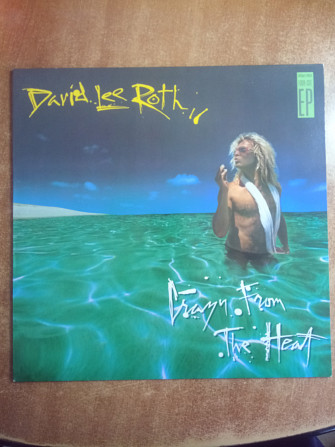 David Lee Roth
EP
Crazy From
The Heat